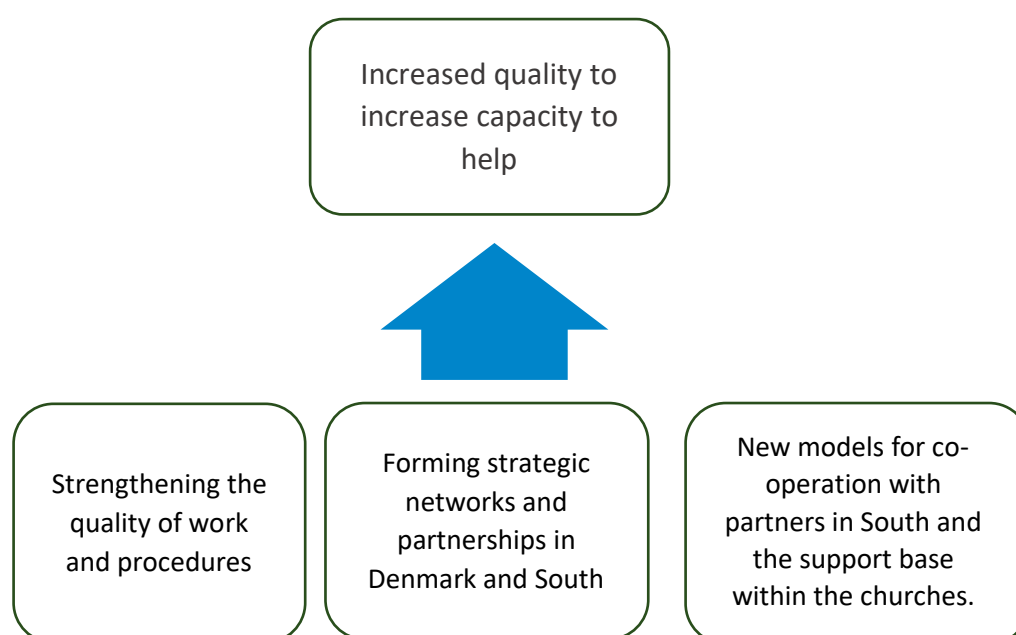 Increased quality to
increase capacity to
help
Strengthening the
quality of work
and procedures
Forming strategic
networks and
partnerships in
Denmark and South
New models for co-
operation with
partners in South and
the support base
within the churches.